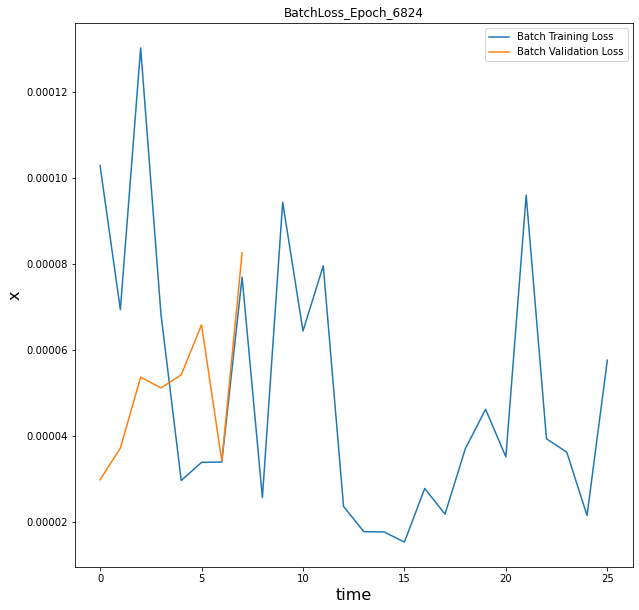 BatchLoss_Epoch_6824
Batch Training Loss
Batch Validation Loss
0.00012
0.00010
0.00008
0.00006
0.00004
0.00002
x
0 5 10 15 20 25
time